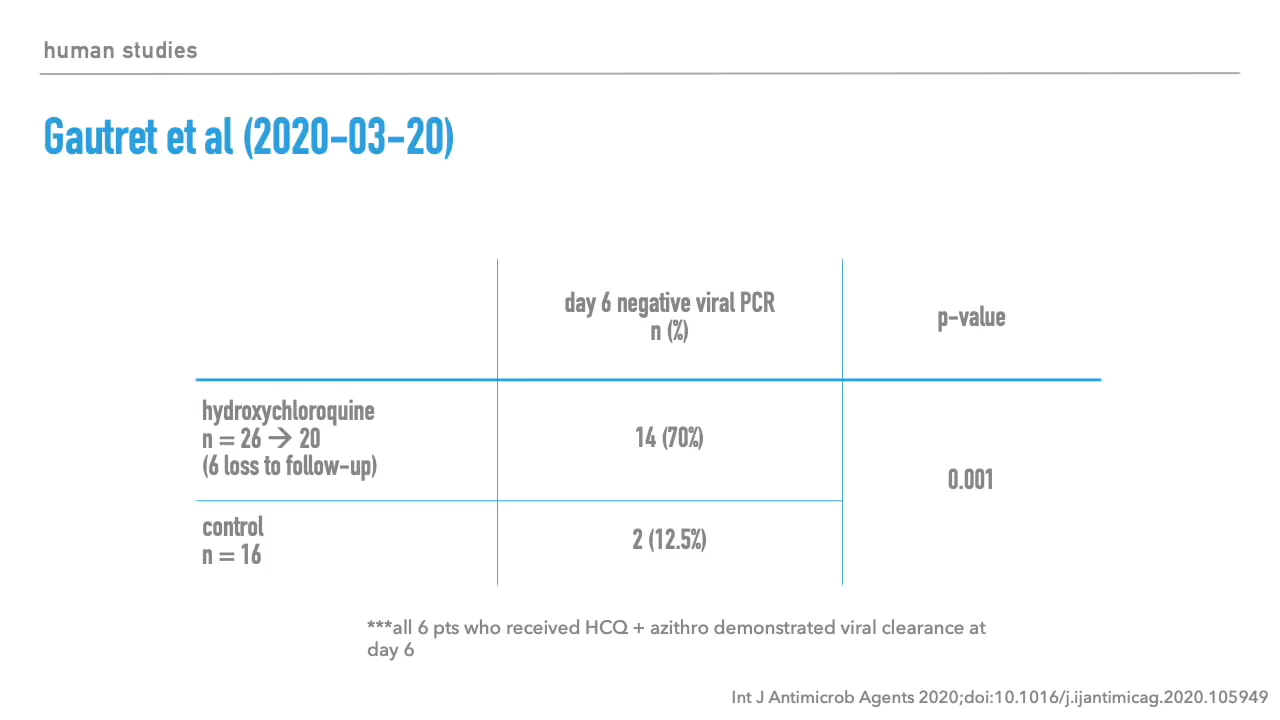 human studies
Gautret et al (2020-03-20)
day 6 negative viral PCR
n (%)
p-value
hydroxychloroquine
n = 26 → 20
(6 loss to follow-up)
14 (70%)
0.001
control
n = 16
2 (12.5%)
***all 6 pts who received HCQ + azithro demonstrated viral clearance at
day 6
Int J Antimicrob Agents 2020;doi:10.1016/j.ijantimicag.2020.105949